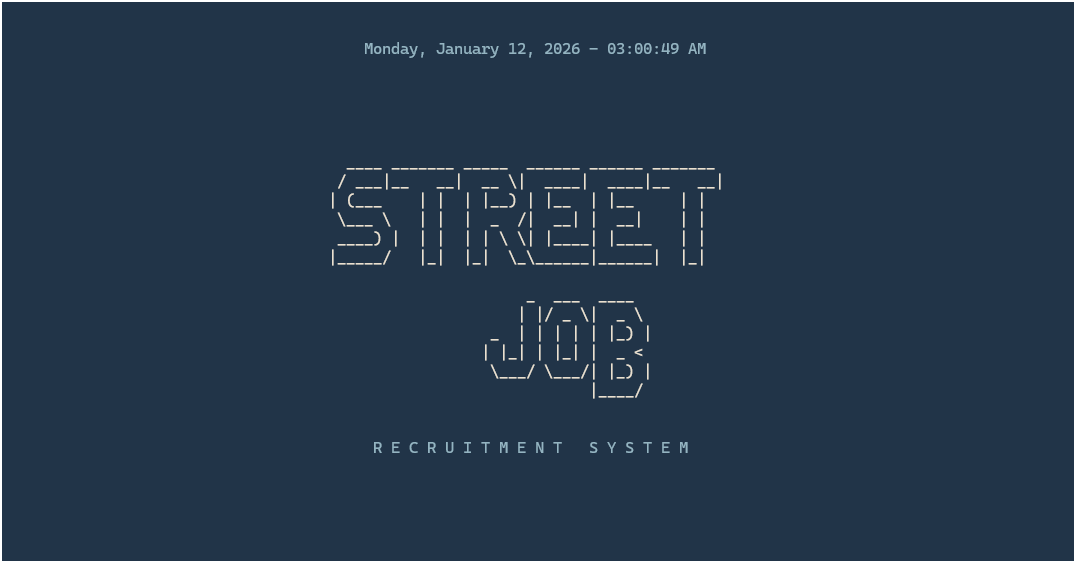 Monday, January 12, 2026 — 03:00:49 AM
STREET
JOB
RECRUITMENT SYSTEM